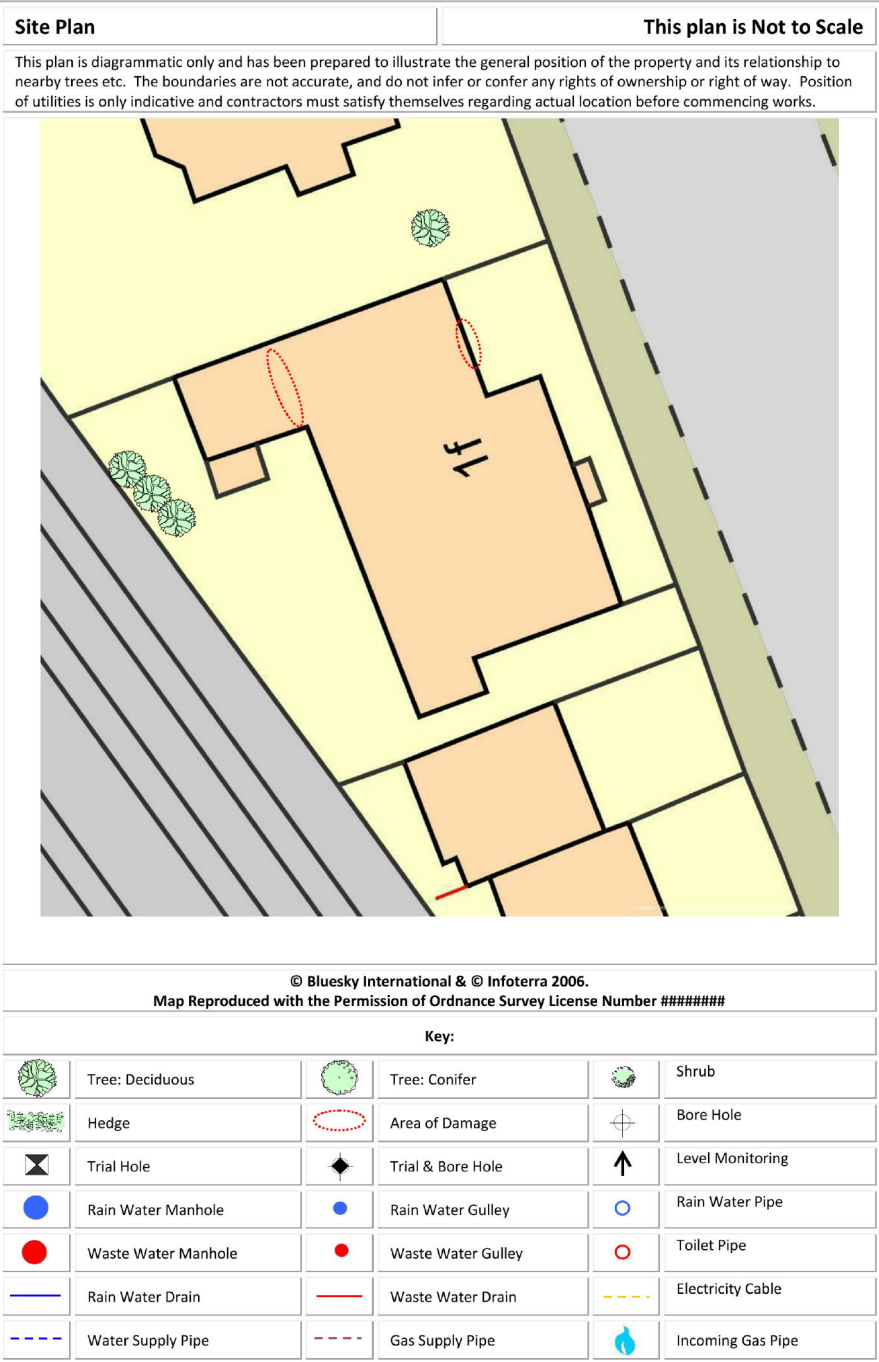 Site Plan
This plan is Not to Scale
This plan is diagrammatic only and has been prepared to illustrate the general position of the property and its relationship to
nearby trees etc. The boundaries are not accurate, and do not infer or confer any rights of ownership or right of way. Position
of utilities is only indicative and contractors must satisfy themselves regarding actual location before commencing works.
1f
© Bluesky International & © Infoterra 2006.
Map Reproduced with the Permission of Ordnance Survey License Number ########
Key:
Tree: Deciduous
Tree: Conifer
Shrub
Hedge
Area of Damage
Bore Hole
Trial Hole
Trial & Bore Hole
Level Monitoring
Rain Water Manhole
Rain Water Gulley
Rain Water Pipe
Waste Water Manhole
Waste Water Gulley
Toilet Pipe
Rain Water Drain
Waste Water Drain
Electricity Cable
Water Supply Pipe
Gas Supply Pipe
Incoming Gas Pipe